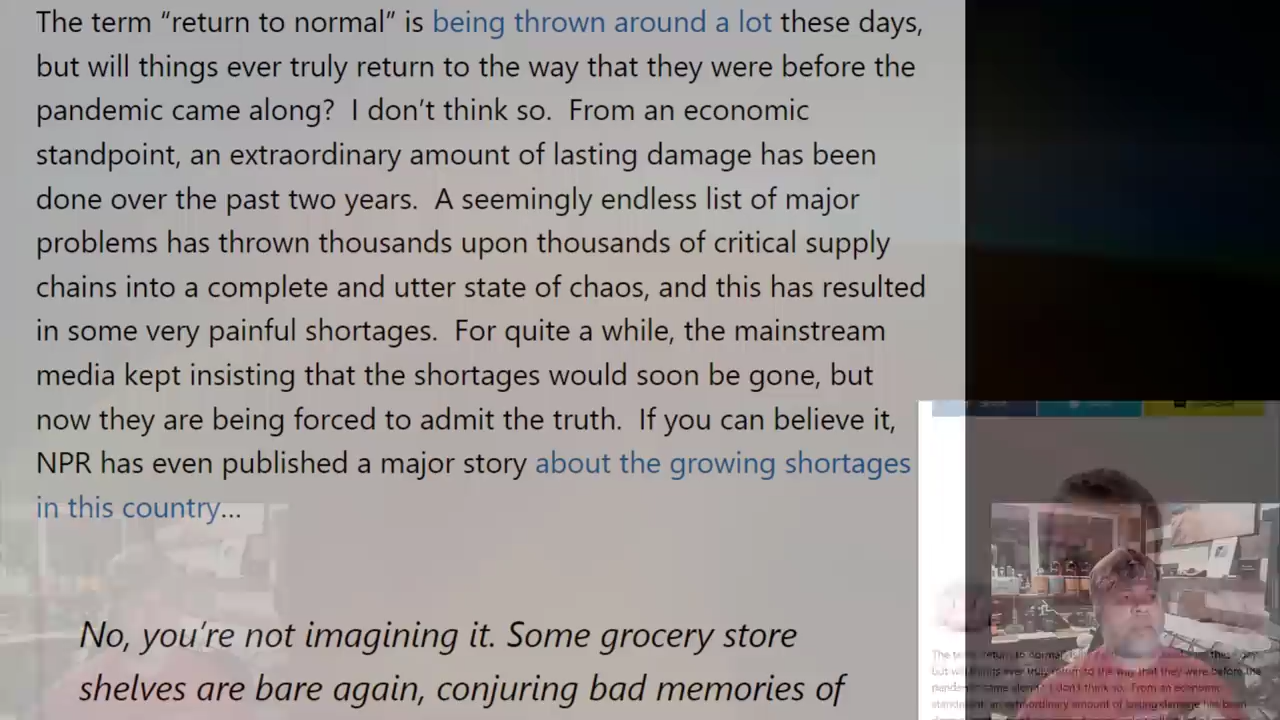 The term “return to normal” is being thrown around a lot these days,
but will things ever truly return to the way that they were before the
pandemic came along?  I don’t think so.  From an economic
standpoint, an extraordinary amount of lasting damage has been
done over the past two years.  A seemingly endless list of major
problems has thrown thousands upon thousands of critical supply
chains into a complete and utter state of chaos, and this has resulted
in some very painful shortages.  For quite a while, the mainstream
media kept insisting that the shortages would soon be gone, but
now they are being forced to admit the truth.  If you can believe it,
NPR has even published a major story about the growing shortages
in this country…
No, you’re not imagining it. Some grocery store
shelves are bare again, conjuring bad memories of